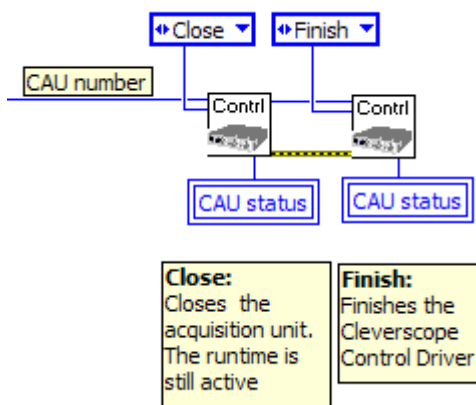 Close
Finish
CAU number
Contrl
Contrl
CAU status
CAU status
Close:
Closes the
acquisition unit.
The runtime is
still active
Finish:
Finishes the
Cleverscope
Control Driver